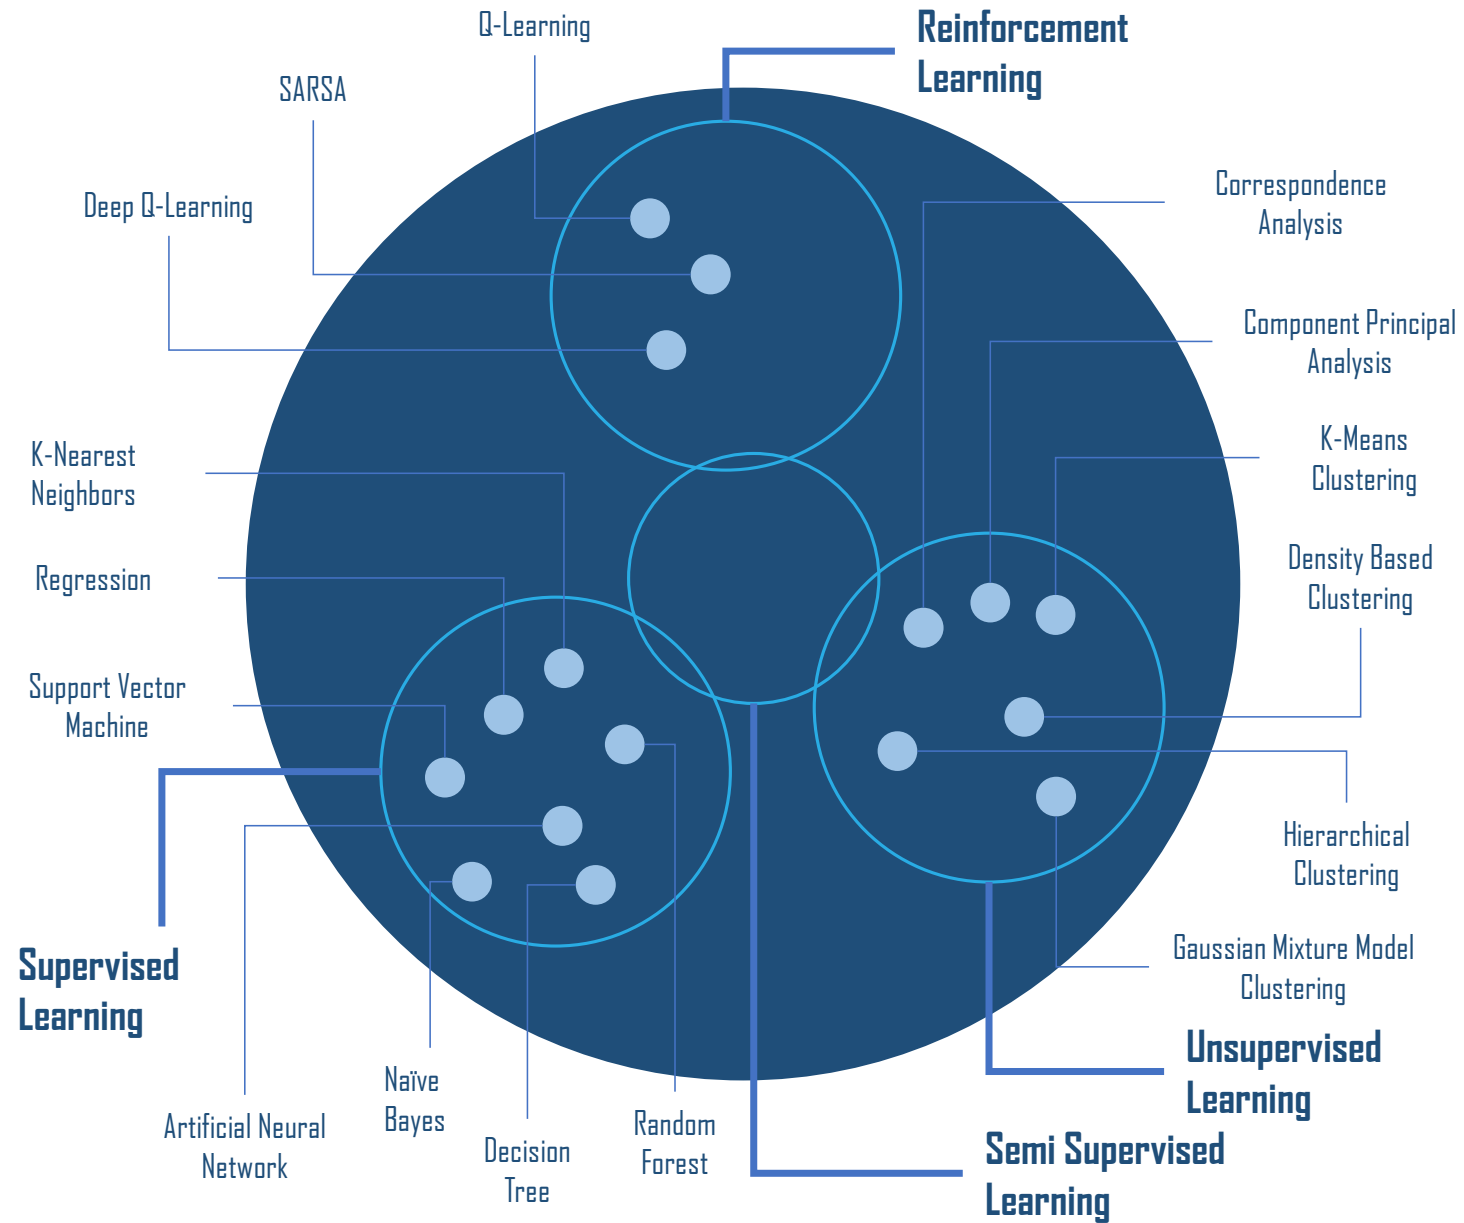 Q-Learning
Reinforcement
Learning
SARSA
Deep Q-Learning
Correspondence
Analysis
Component Principal
Analysis
K-Nearest
Neighbors
K-Means
Clustering
Regression
Density Based
Clustering
Support Vector
Machine
Hierarchical
Clustering
Supervised
Learning
Gaussian Mixture Model
Clustering
Unsupervised
Learning
Naïve
Bayes
Artificial Neural
Network
Decision
Tree
Random
Forest
Semi Supervised
Learning